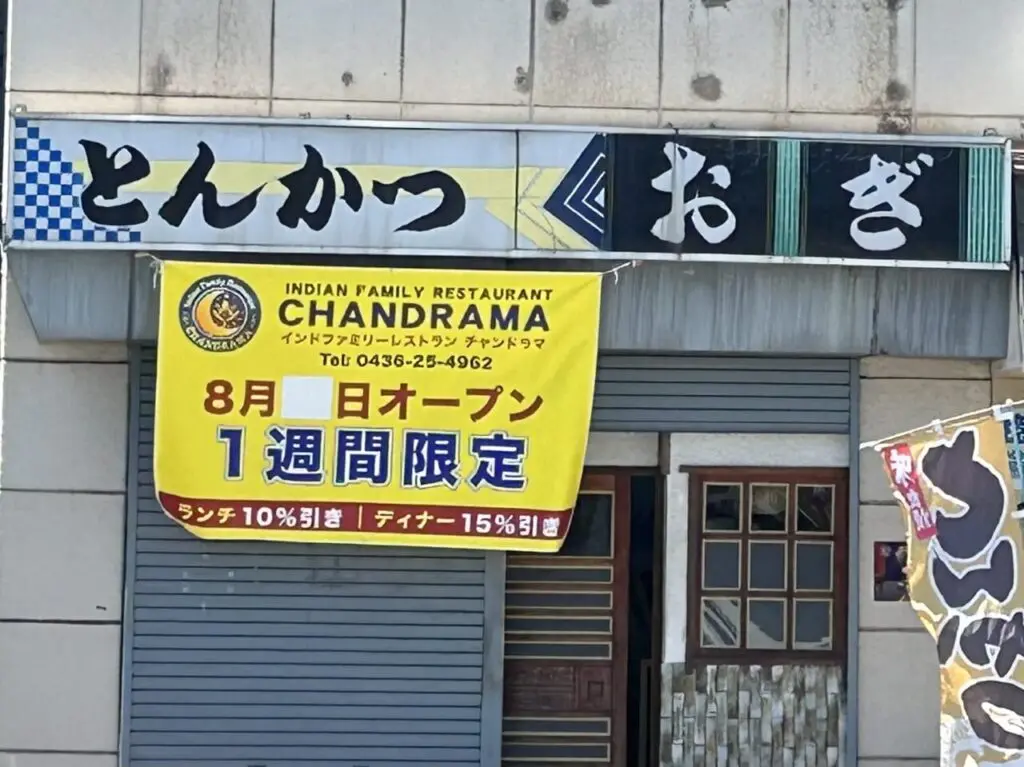 とんかつ おぎ
INDIAN FAMILY RESTAURANT
CHANDRAMA
インドファミリーレストラン チャンドラマ
Tel: 0436-25-4962
8月 日オープン
1週間限定
ランチ10%引き | ディナー15%引き